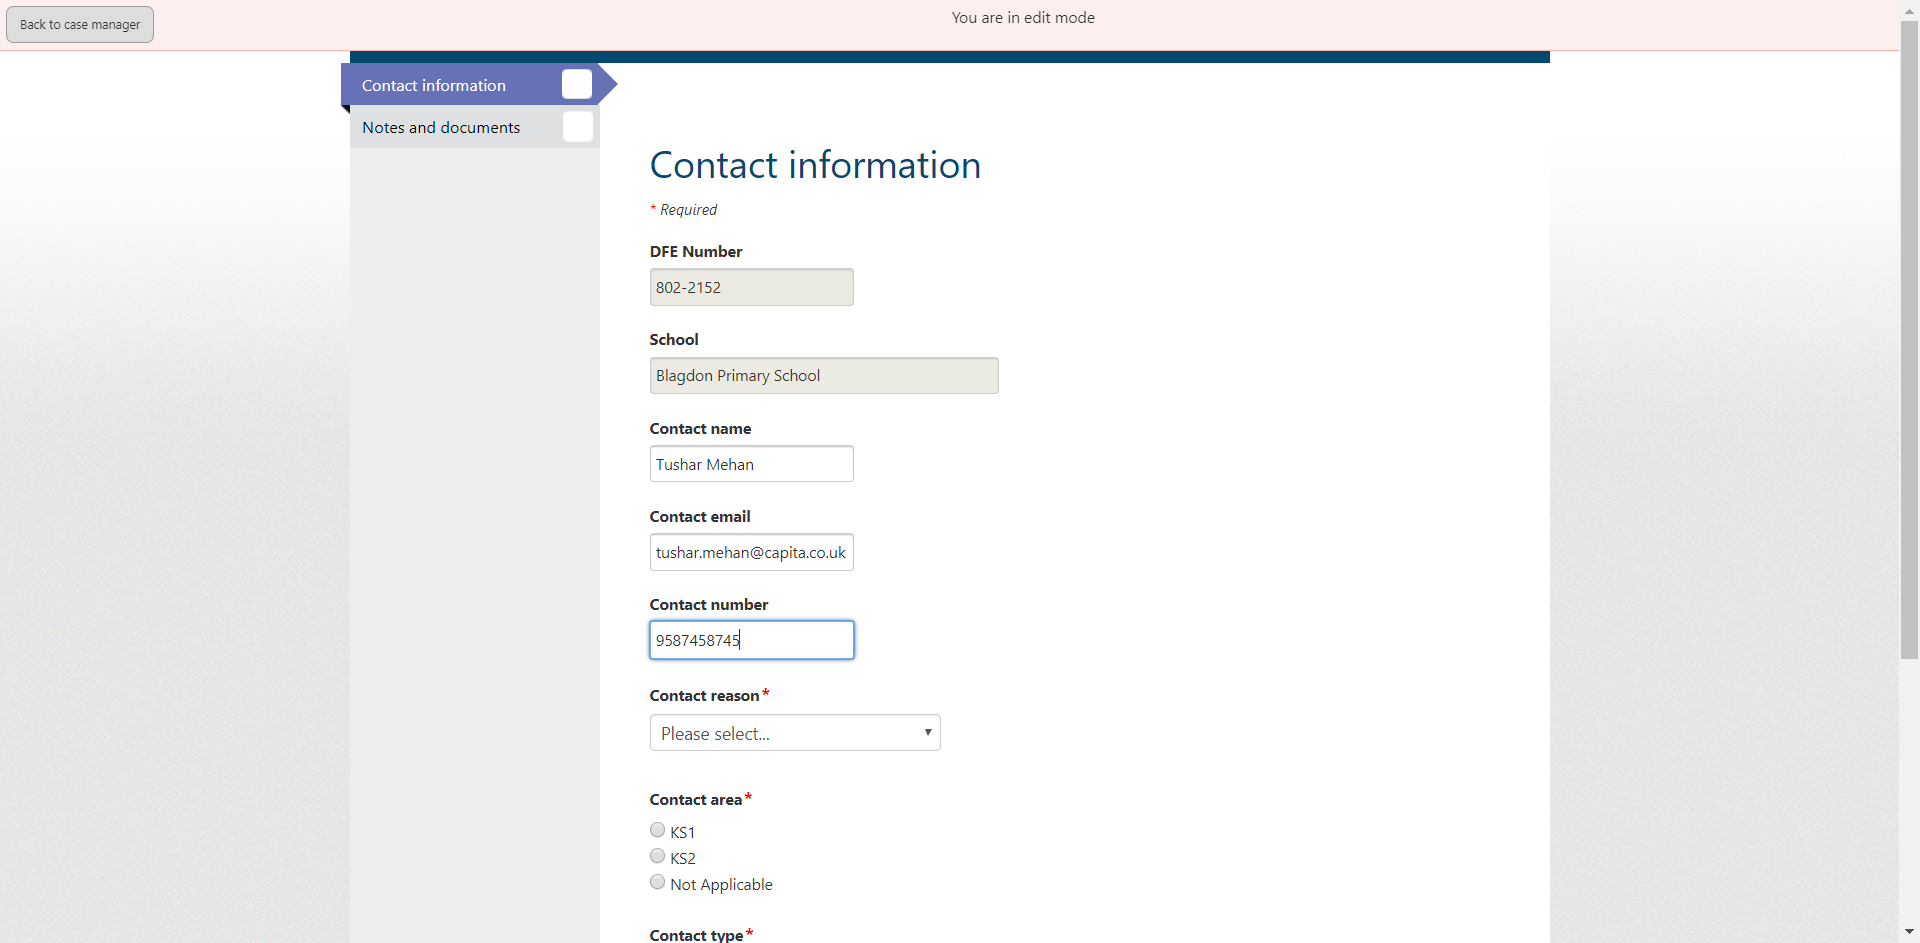 Back to case manager
You are in edit mode
Contact information
Notes and documents
Contact information
* Required
DFE Number
802-2152
School
Blagdon Primary School
Contact name
Tushar Mehan
Contact email
tushar.mehan@capita.co.uk
Contact number
9587458745
Contact reason*
Please select...
Contact area*
KS1
KS2
Not Applicable
Contact type*